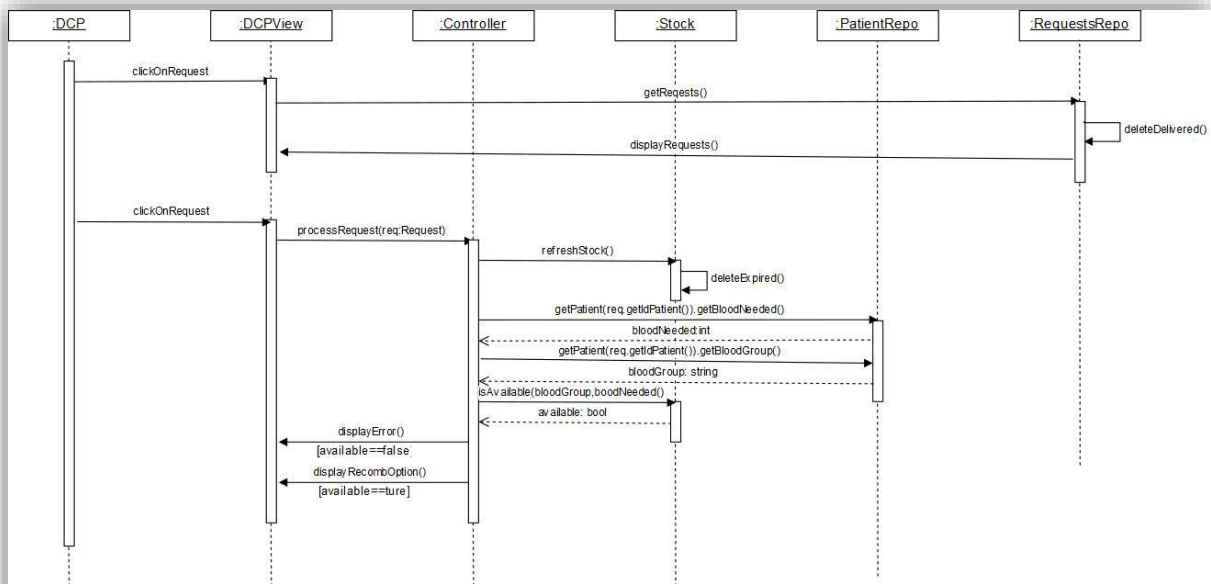 :DCP
:DCPView
:Controller
:Stock
:PatientRepo
:RequestsRepo
clickOnRequest
getReqests()
deleteDelivered()
displayRequests()
clickOnRequest
processRequest(req:Request)
refreshStock()
deleteExpired()
getPatient(req.getIdPatient()).getBloodNeeded()
bloodNeeded:int
getPatient(req.getIdPatient()).getBloodGroup()
bloodGroup: string
isAvailable(bloodGroup,boodNeeded()
available: bool
displayError()
[available==false
displayRecombOption()
[available==ture]